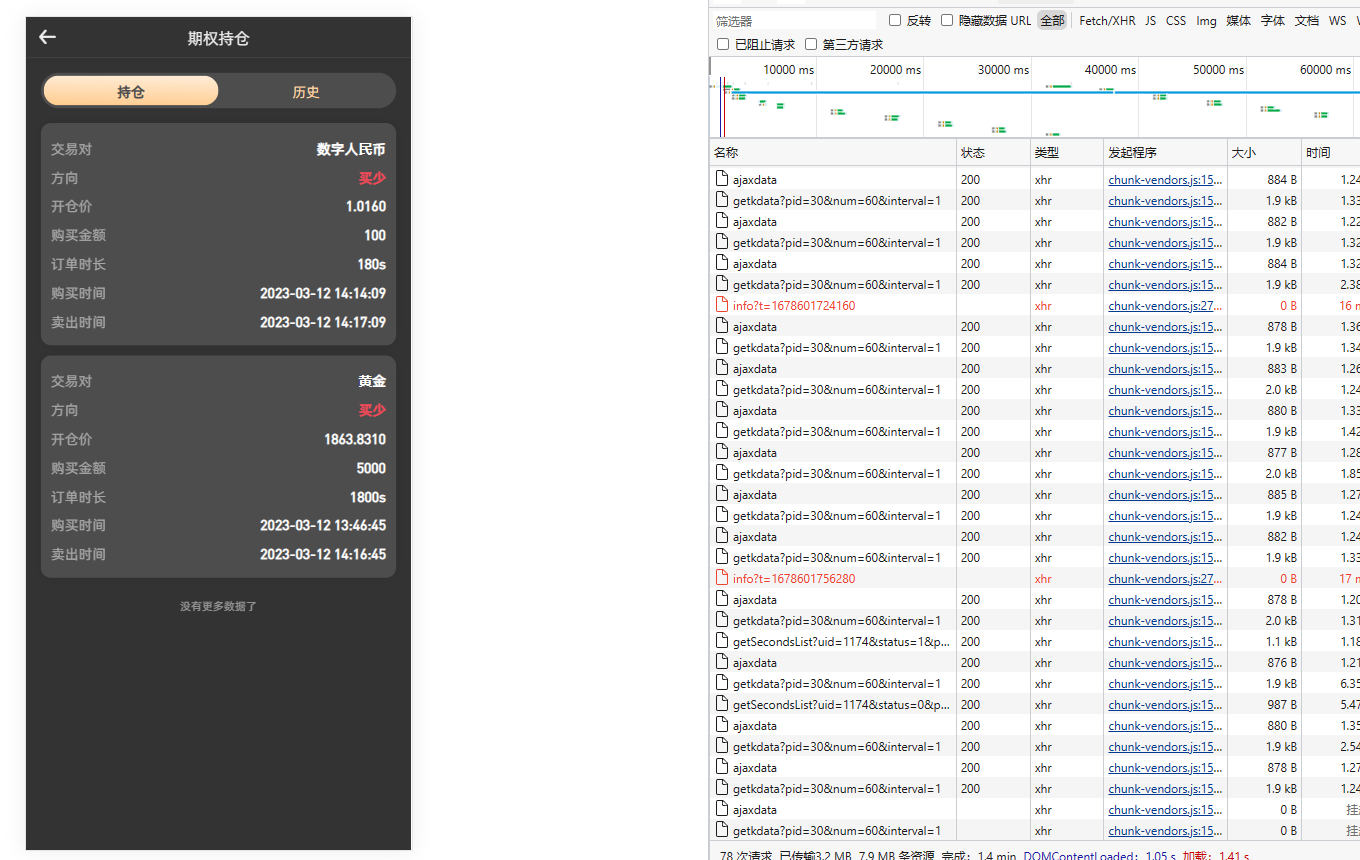 期权持仓
持仓 历史
交易对 数字人民币
方向 买少
开仓价 1.0160
购买金额 100
订单时长 180s
购买时间 2023-03-12 14:14:09
卖出时间 2023-03-12 14:17:09
交易对 黄金
方向 买少
开仓价 1863.8310
购买金额 5000
订单时长 1800s
购买时间 2023-03-12 13:46:45
卖出时间 2023-03-12 14:16:45
没有更多数据了
筛选器 反转 隐藏数据 URL 全部 Fetch/XHR JS CSS Img 媒体 字体 文档 WS
已阻止请求 第三方请求
10000 ms 20000 ms 30000 ms 40000 ms 50000 ms 60000 ms
名称 状态 类型 发起程序 大小 时间
ajaxdata 200 xhr chunk-vendors.js:15... 884 B 1.24
getkdata?pid=30&num=60&interval=1 200 xhr chunk-vendors.js:15... 1.9 kB 1.33
ajaxdata 200 xhr chunk-vendors.js:15... 882 B 1.22
getkdata?pid=30&num=60&interval=1 200 xhr chunk-vendors.js:15... 1.9 kB 1.32
ajaxdata 200 xhr chunk-vendors.js:15... 884 B 1.32
getkdata?pid=30&num=60&interval=1 200 xhr chunk-vendors.js:15... 1.9 kB 2.38
info?t=1678601724160 xhr chunk-vendors.js:27... 0 B 16
ajaxdata 200 xhr chunk-vendors.js:15... 878 B 1.36
getkdata?pid=30&num=60&interval=1 200 xhr chunk-vendors.js:15... 1.9 kB 1.34
ajaxdata 200 xhr chunk-vendors.js:15... 883 B 1.26
getkdata?pid=30&num=60&interval=1 200 xhr chunk-vendors.js:15... 2.0 kB 1.24
ajaxdata 200 xhr chunk-vendors.js:15... 880 B 1.33
getkdata?pid=30&num=60&interval=1 200 xhr chunk-vendors.js:15... 1.9 kB 1.42
ajaxdata 200 xhr chunk-vendors.js:15... 877 B 1.28
getkdata?pid=30&num=60&interval=1 200 xhr chunk-vendors.js:15... 2.0 kB 1.85
ajaxdata 200 xhr chunk-vendors.js:15... 885 B 1.27
getkdata?pid=30&num=60&interval=1 200 xhr chunk-vendors.js:15... 1.9 kB 1.24
ajaxdata 200 xhr chunk-vendors.js:15... 882 B 1.24
getkdata?pid=30&num=60&interval=1 200 xhr chunk-vendors.js:15... 1.9 kB 1.33
info?t=1678601756280 xhr chunk-vendors.js:27... 0 B 17
ajaxdata 200 xhr chunk-vendors.js:15... 878 B 1.20
getkdata?pid=30&num=60&interval=1 200 xhr chunk-vendors.js:15... 2.0 kB 1.31
getSecondsList?uid=1174&status=1&p... 200 xhr chunk-vendors.js:15... 1.1 kB 1.18
ajaxdata 200 xhr chunk-vendors.js:15... 876 B 1.21
getkdata?pid=30&num=60&interval=1 200 xhr chunk-vendors.js:15... 1.9 kB 6.35
getSecondsList?uid=1174&status=0&p... 200 xhr chunk-vendors.js:15... 987 B 5.47
ajaxdata 200 xhr chunk-vendors.js:15... 880 B 1.35
getkdata?pid=30&num=60&interval=1 200 xhr chunk-vendors.js:15... 1.9 kB 2.54
ajaxdata 200 xhr chunk-vendors.js:15... 878 B 1.27
getkdata?pid=30&num=60&interval=1 200 xhr chunk-vendors.js:15... 1.9 kB 1.24
ajaxdata xhr chunk-vendors.js:15... 0 B
getkdata?pid=30&num=60&interval=1 xhr chunk-vendors.js:15... 0 B
78 次请求 已传输3.2 MB 7.9 MB 条资源 完成: 1.4 min DOMContentLoaded: 1.05 s 加载: 1.41 s